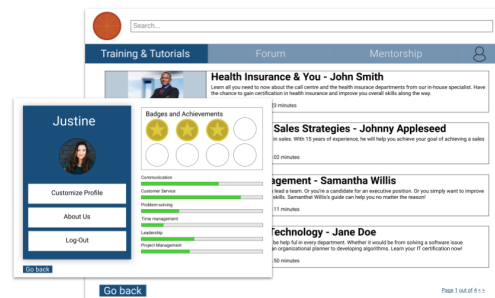 Search...
Training & Tutorials
Forum
Mentorship
Health Insurance & You - John Smith
Learn all you need to now about the call centre and the health insurace departments from our in-house specialist. Have
the chance to gain certification in health insurance and improve you overall skills along the way.
23 minutes
Sales Strategies - Johnny Appleseed
in sales. With 15 years of experience, he will help you achieve your goal of achieving a sales
02 minutes
agement - Samantha Willis
lead a team. Or you're a candidate for an executive position. Or you simply want to improve
skills. Samantha Willis's guide can help you no matter the reason!
11 minutes
Technology - Jane Doe
be help ful in every department. Whether it would be from solving a software issue
an organizational planner to developing algorithms. Learn your IT certification now!
50 minutes
Go back
Page 1 out of 4 < >
Justine
Customize Profile
About Us
Log-Out
Go back
Badges and Achievements
Communication
Customer Service
Problem-solving
Time management
Leadership
Project Management